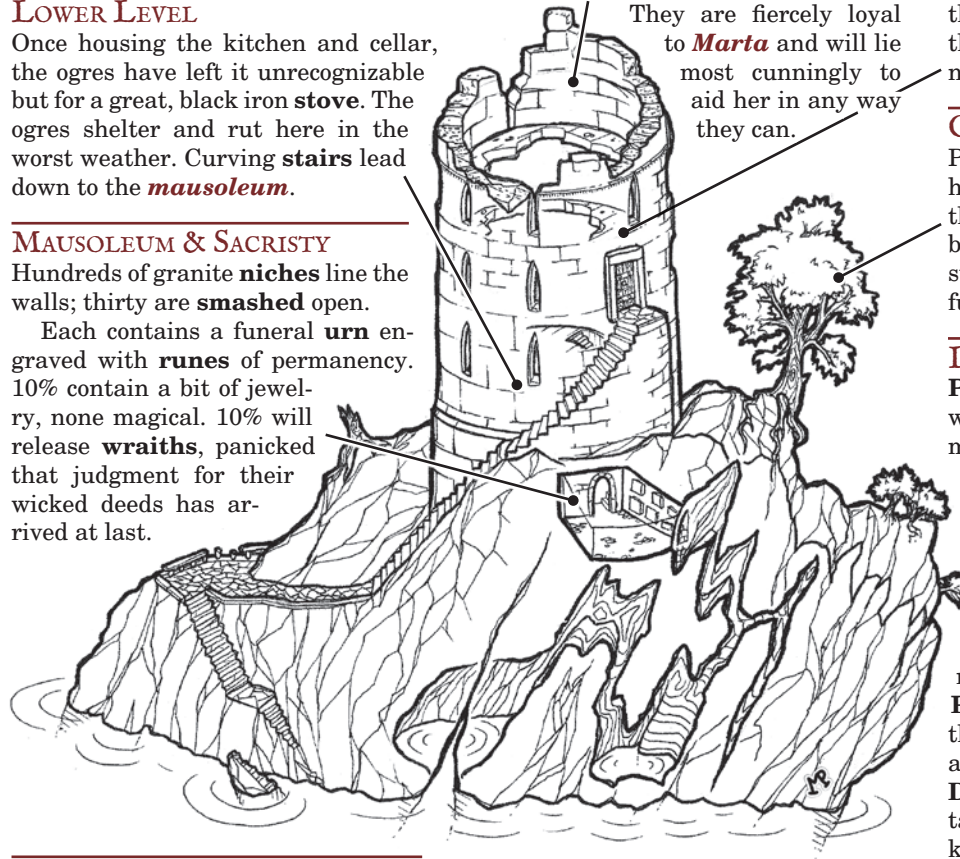 LOWER LEVEL
Once housing the kitchen and cellar,
the ogres have left it unrecognizable
but for a great, black iron stove. The
ogres shelter and rut here in the
worst weather. Curving stairs lead
down to the mausoleum.
MAUSOLEUM & SACRISTY
Hundreds of granite niches line the
walls; thirty are smashed open.
Each contains a funeral urn en-
graved with runes of permanency.
10% contain a bit of jewel-
ry, none magical. 10% will
release wraiths, panicked
that judgment for their
wicked deeds has ar-
rived at last.
They are fiercely loyal
to Marta and will lie
most cunningly to
aid her in any way
they can.
MP